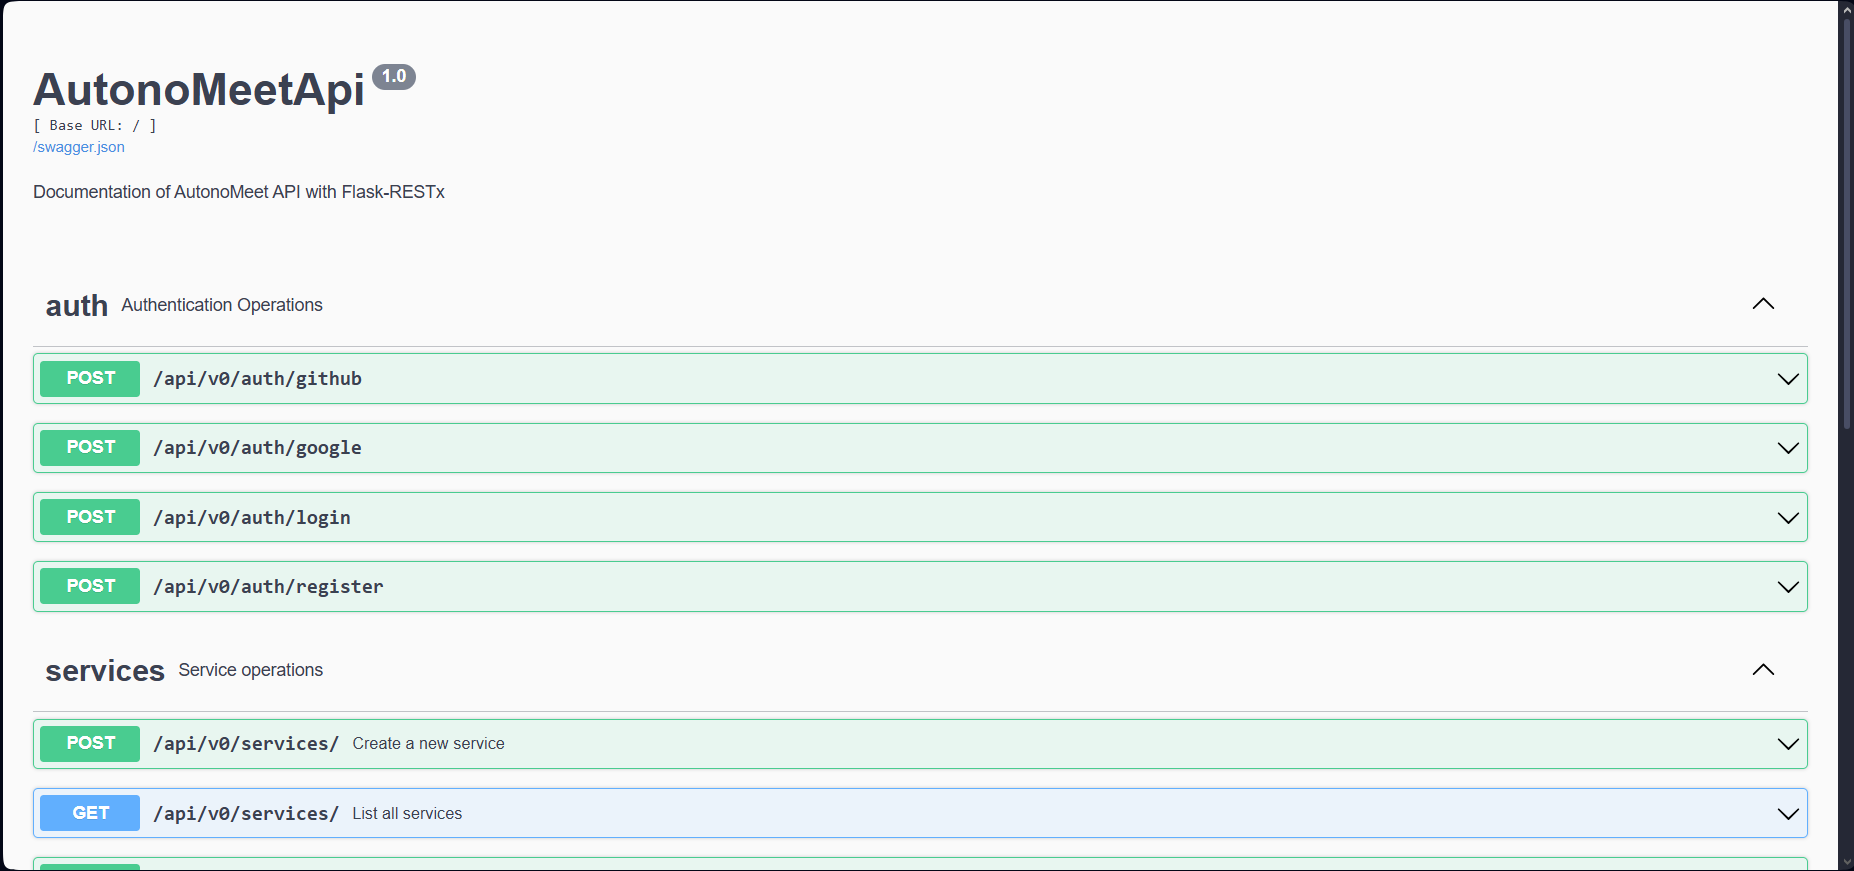 AutonoMeetApi 1.0
[ Base URL: / ]
/swagger.json
Documentation of AutonoMeet API with Flask-RESTx
auth Authentication Operations
POST /api/v0/auth/github
POST /api/v0/auth/google
POST /api/v0/auth/login
POST /api/v0/auth/register
services Service operations
POST /api/v0/services/ Create a new service
GET /api/v0/services/ List all services